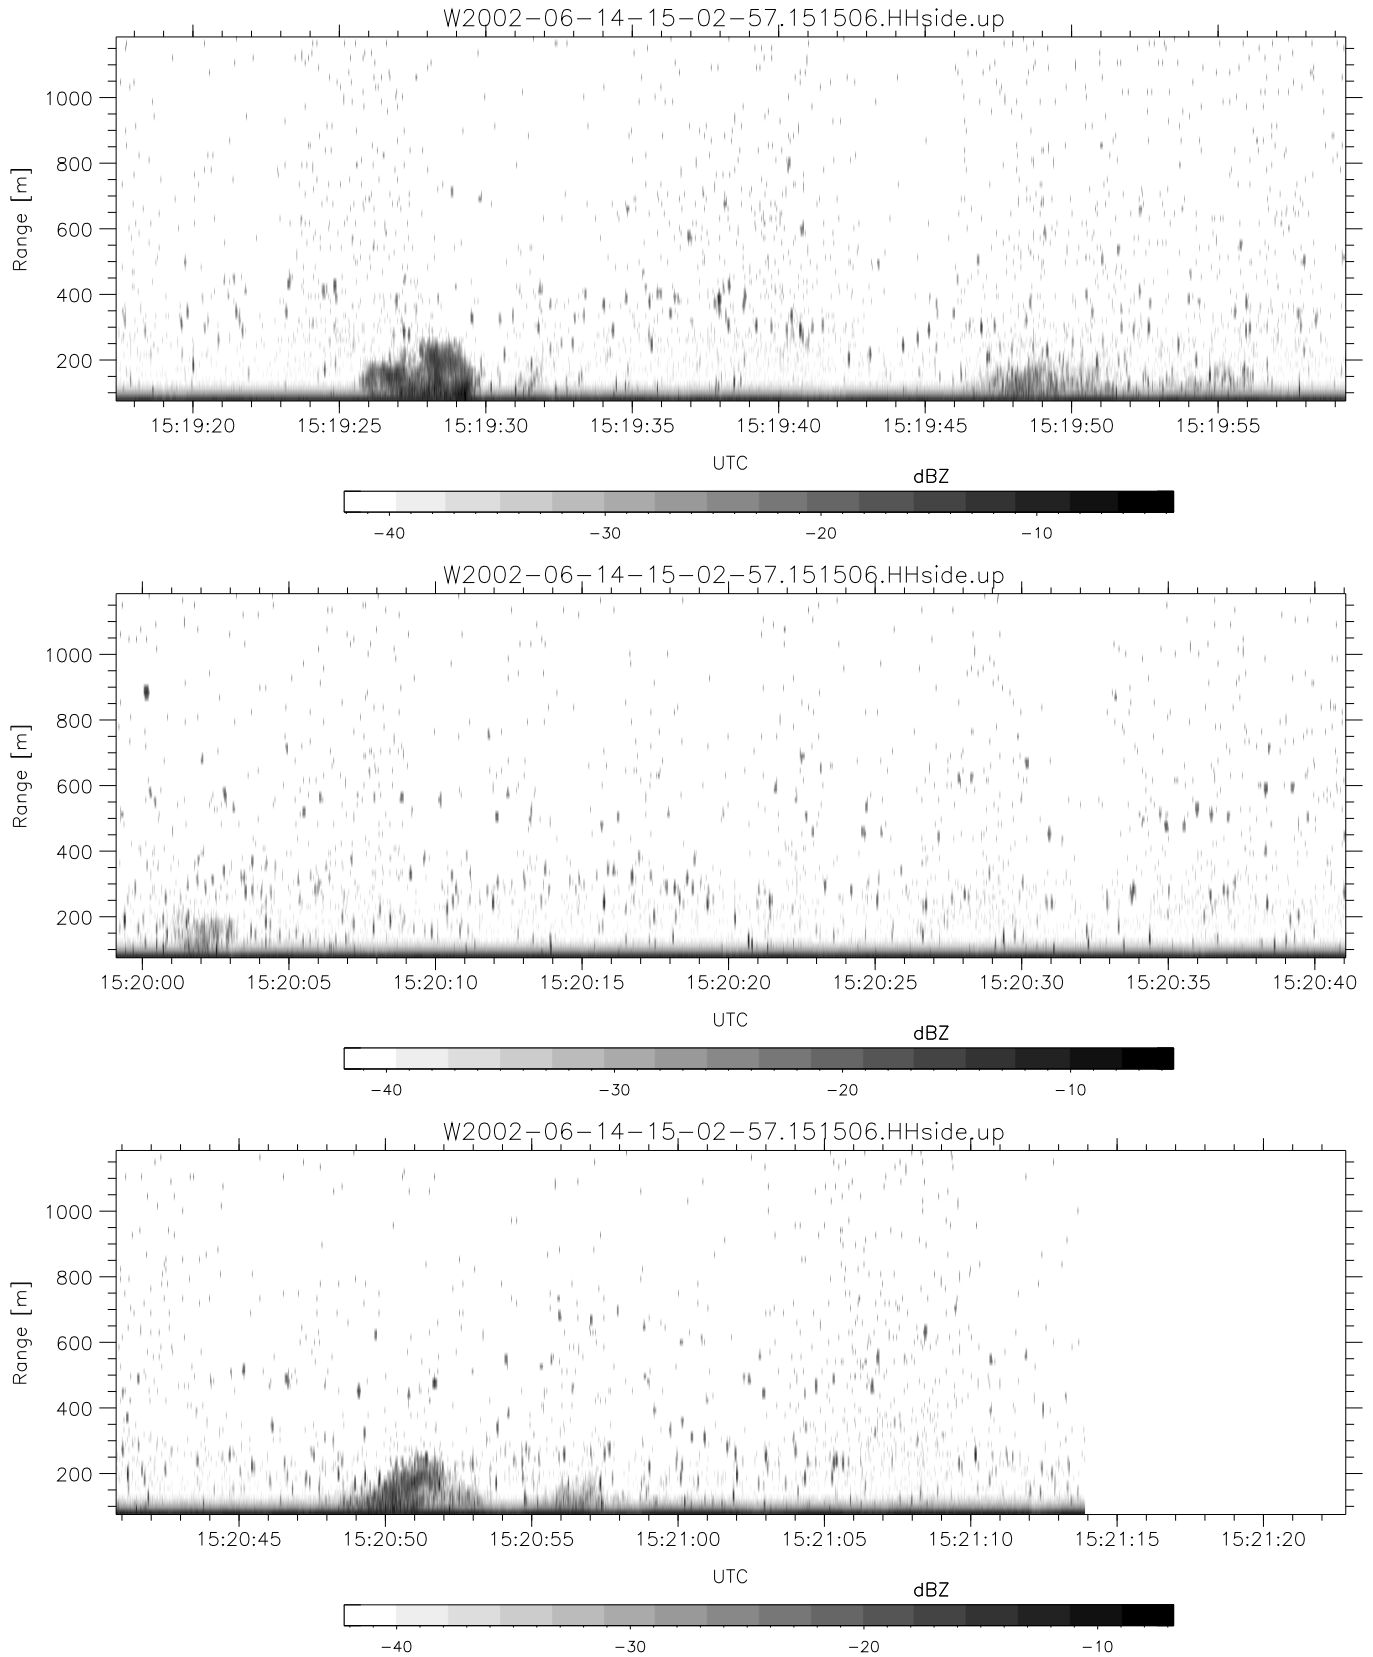 W2002-06-14-15-02-57.151506.HHside.up
1000
800
600
400
200
Range [m]
15:19:20 15:19:25 15:19:30 15:19:35 15:19:40 15:19:45 15:19:50 15:19:55
UTC
dBZ
-40 -30 -20 -10
W2002-06-14-15-02-57.151506.HHside.up
1000
800
600
400
200
Range [m]
15:20:00 15:20:05 15:20:10 15:20:15 15:20:20 15:20:25 15:20:30 15:20:35 15:20:40
UTC
dBZ
-40 -30 -20 -10
W2002-06-14-15-02-57.151506.HHside.up
1000
800
600
400
200
Range [m]
15:20:45 15:20:50 15:20:55 15:21:00 15:21:05 15:21:10 15:21:15 15:21:20
UTC
dBZ
-40 -30 -20 -10